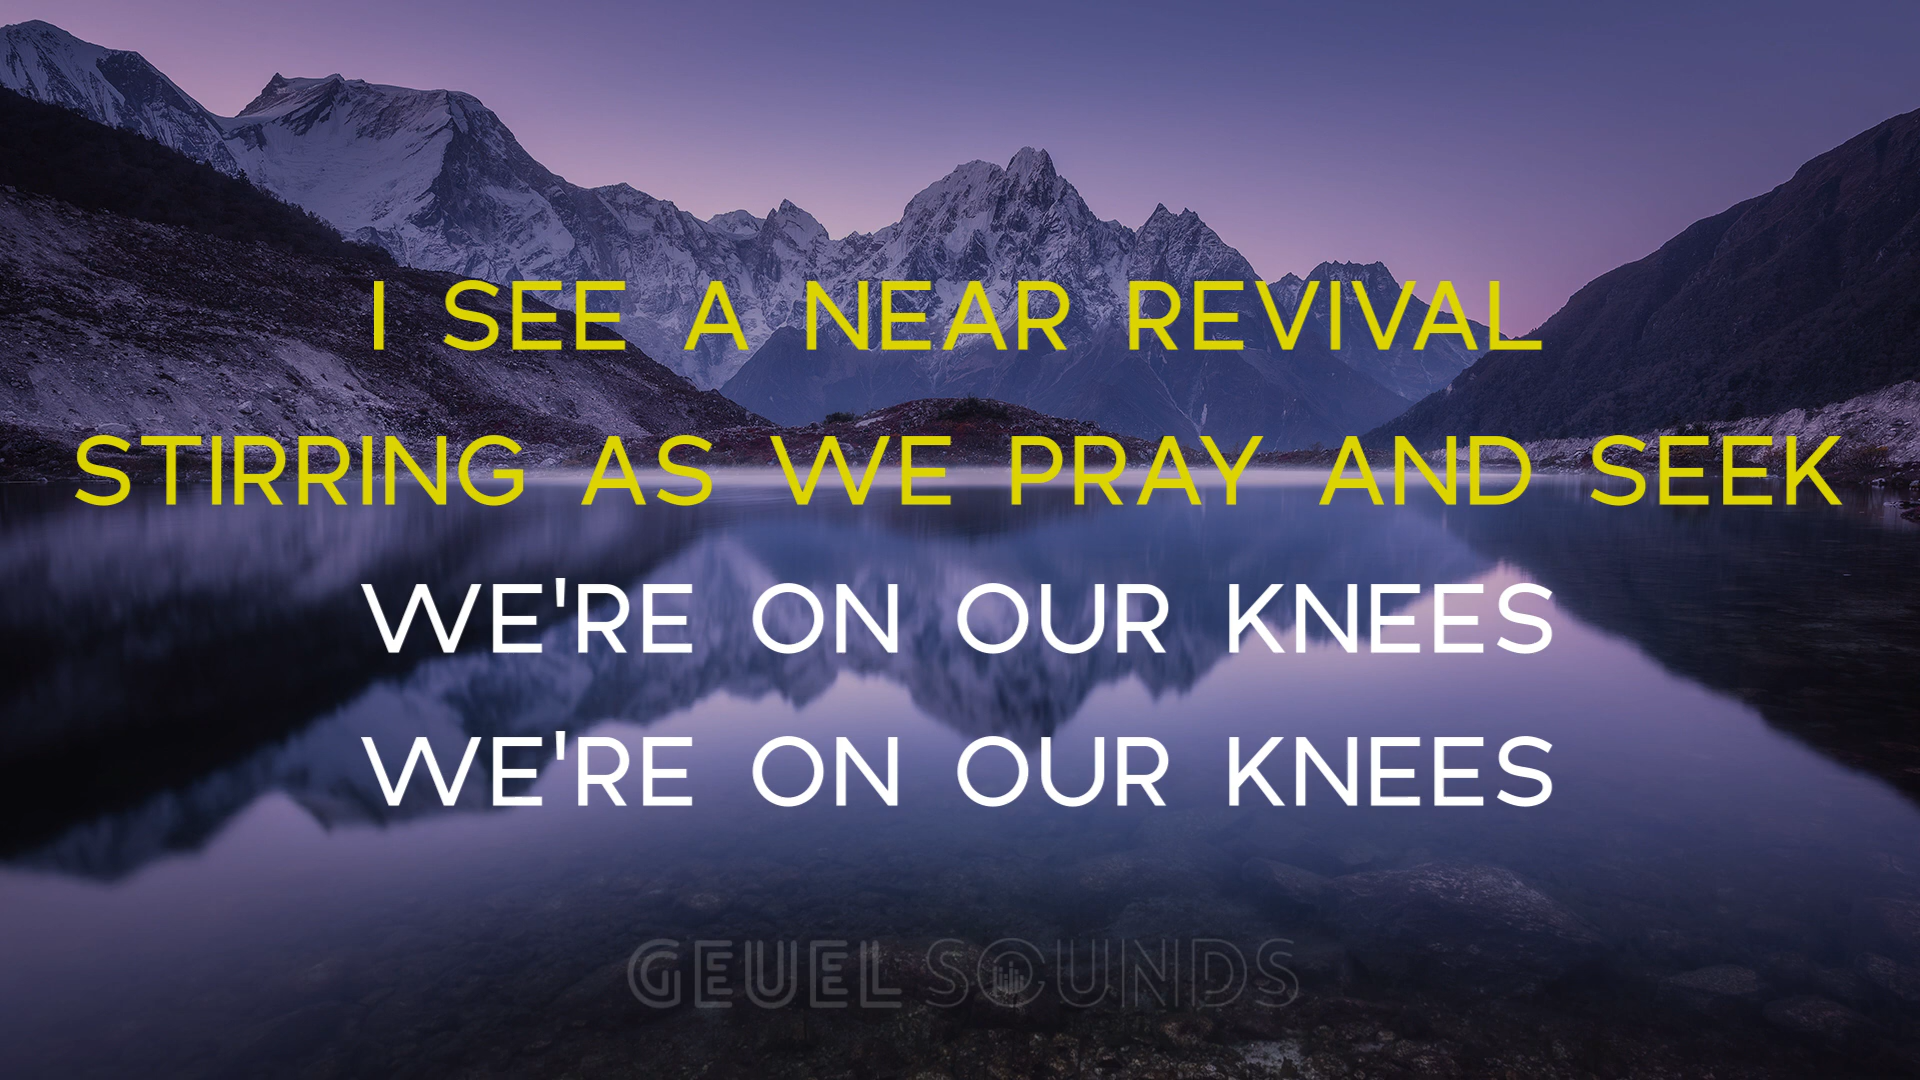 I SEE A NEAR REVIVAL
STIRRING AS WE PRAY AND SEEK
WE'RE ON OUR KNEES
WE'RE ON OUR KNEES
GEUEL SOUNDS